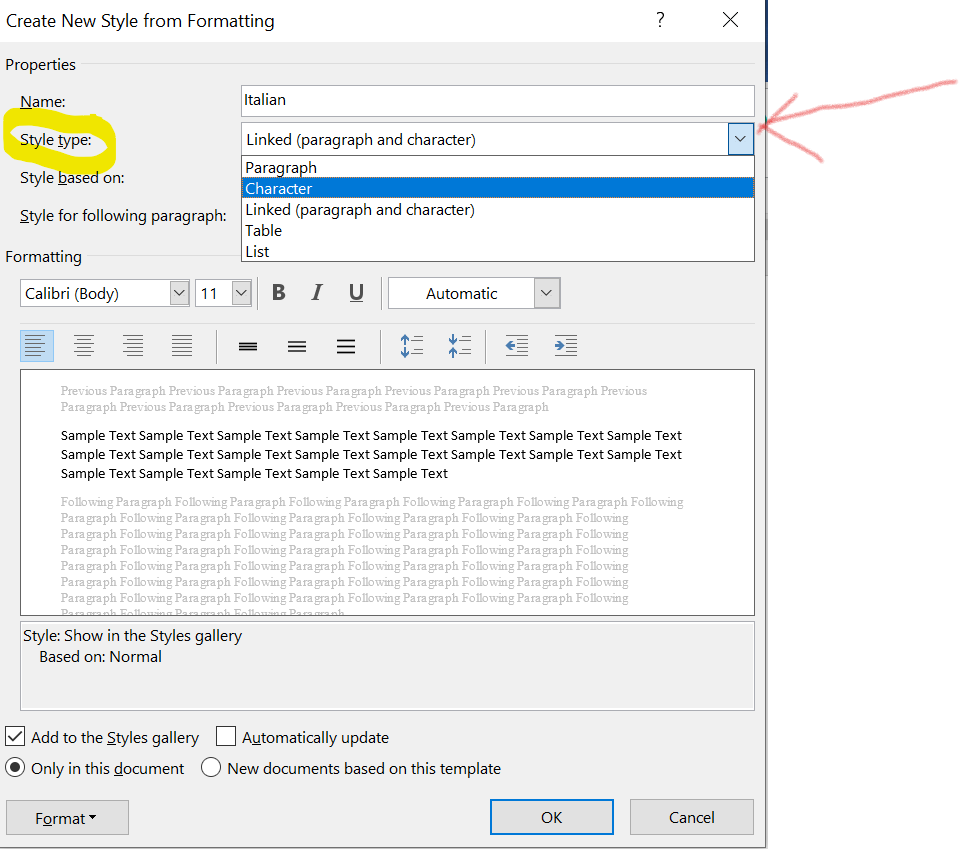 Create New Style from Formatting ?
Properties
Name: Italian
Style type: Linked (paragraph and character)
Paragraph
Style based on: Character
Linked (paragraph and character)
Style for following paragraph: Table
List
Formatting
Calibri (Body) 11 B I U Automatic
Previous Paragraph Previous Paragraph Previous Paragraph Previous Paragraph Previous Paragraph Previous
Paragraph Previous Paragraph Previous Paragraph Previous Paragraph Previous Paragraph
Sample Text Sample Text Sample Text Sample Text Sample Text Sample Text Sample Text Sample Text
Sample Text Sample Text Sample Text Sample Text Sample Text Sample Text Sample Text Sample Text
Sample Text Sample Text Sample Text Sample Text Sample Text
Following Paragraph Following Paragraph Following Paragraph Following Paragraph Following Paragraph Following
Paragraph Following Paragraph Following Paragraph Following Paragraph Following Paragraph Following
Paragraph Following Paragraph Following Paragraph Following Paragraph Following Paragraph Following
Paragraph Following Paragraph Following Paragraph Following Paragraph Following Paragraph Following
Paragraph Following Paragraph Following Paragraph Following Paragraph Following Paragraph Following
Paragraph Following Paragraph Following Paragraph Following Paragraph Following Paragraph Following
Paragraph Following Paragraph Following Paragraph Following Paragraph Following Paragraph Following
Paragraph Following Paragraph Following Paragraph
Style: Show in the Styles gallery
Based on: Normal
Add to the Styles gallery Automatically update
Only in this document New documents based on this template
Format OK Cancel